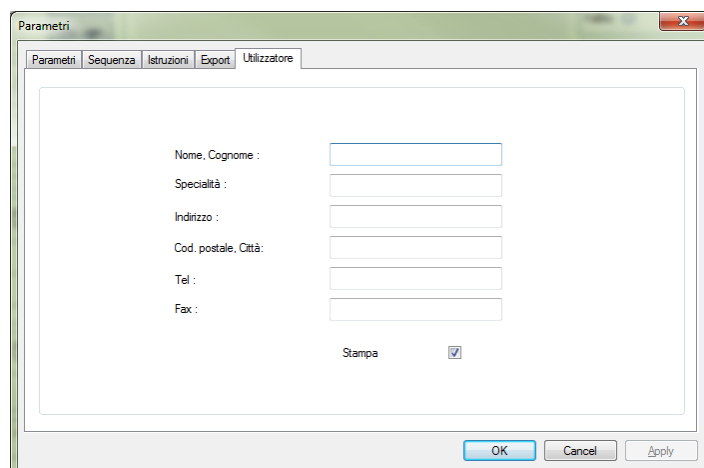 Parametri
Parametri Sequenza Istruzioni Export Utilizzatore
Nome, Cognome :
Specialità :
Indirizzo :
Cod. postale, Città:
Tel :
Fax :
Stampa
OK Cancel Apply